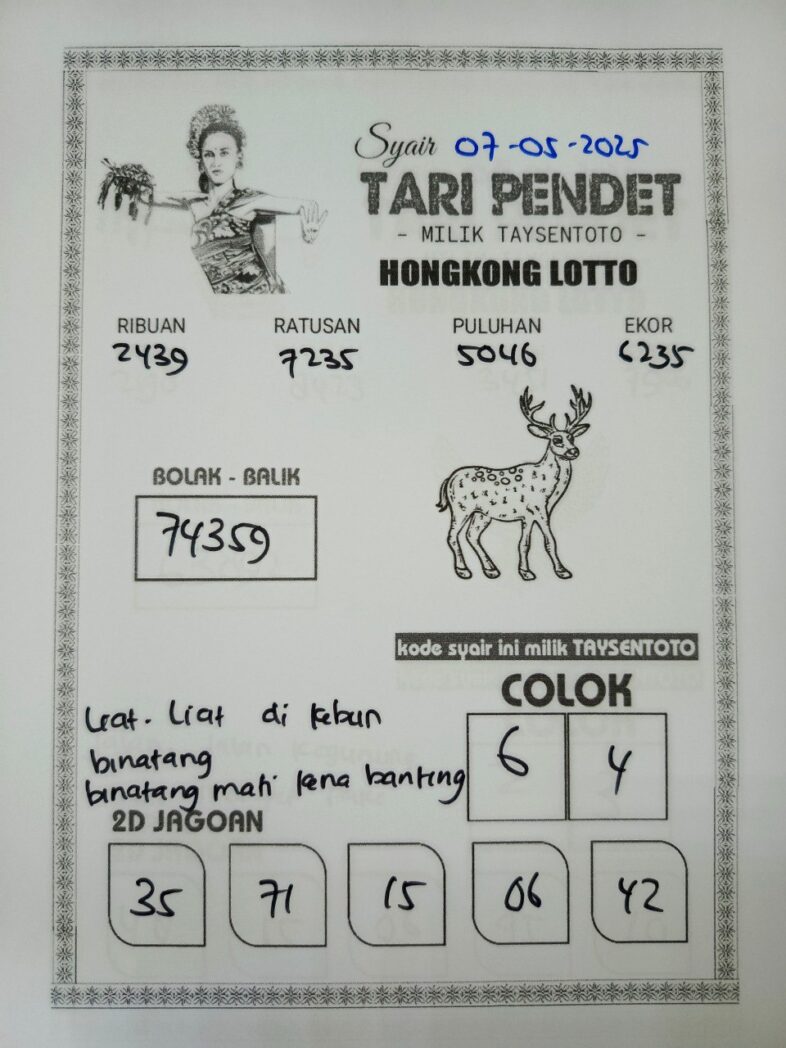 Syair 07-05-2025
TARI PENDET
- MILIK TAYSENTOTO -
HONGKONG LOTTO
RIBUAN RATUSAN PULUHAN EKOR
2439 7235 5046 6235
BOLAK - BALIK
74359
kode syair ini milik TAYSENTOTO
COLOK
6 4
Liat. Liat di kebun
binatang
binatang mati kena banting
2D JAGOAN
35 71 15 06 42